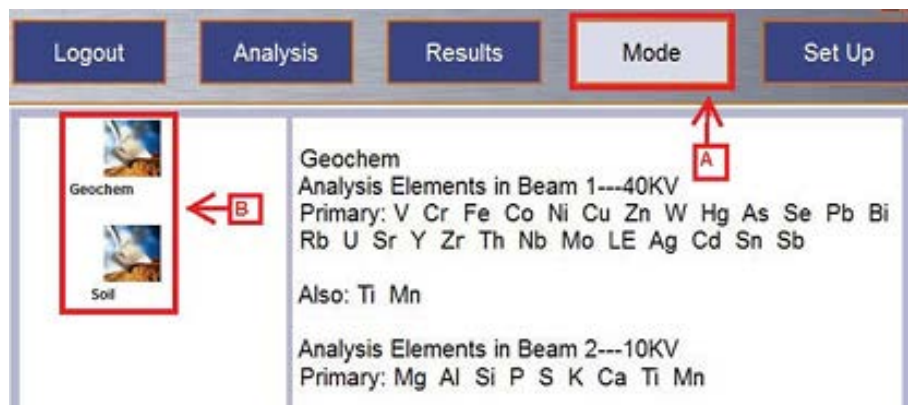 Logout Analysis Results Mode Set Up
A
Geochem
B
Soil
Geochem
Analysis Elements in Beam 1---40KV
Primary: V Cr Fe Co Ni Cu Zn W Hg As Se Pb Bi
Rb U Sr Y Zr Th Nb Mo LE Ag Cd Sn Sb
Also: Ti Mn
Analysis Elements in Beam 2---10KV
Primary: Mg Al Si P S K Ca Ti Mn